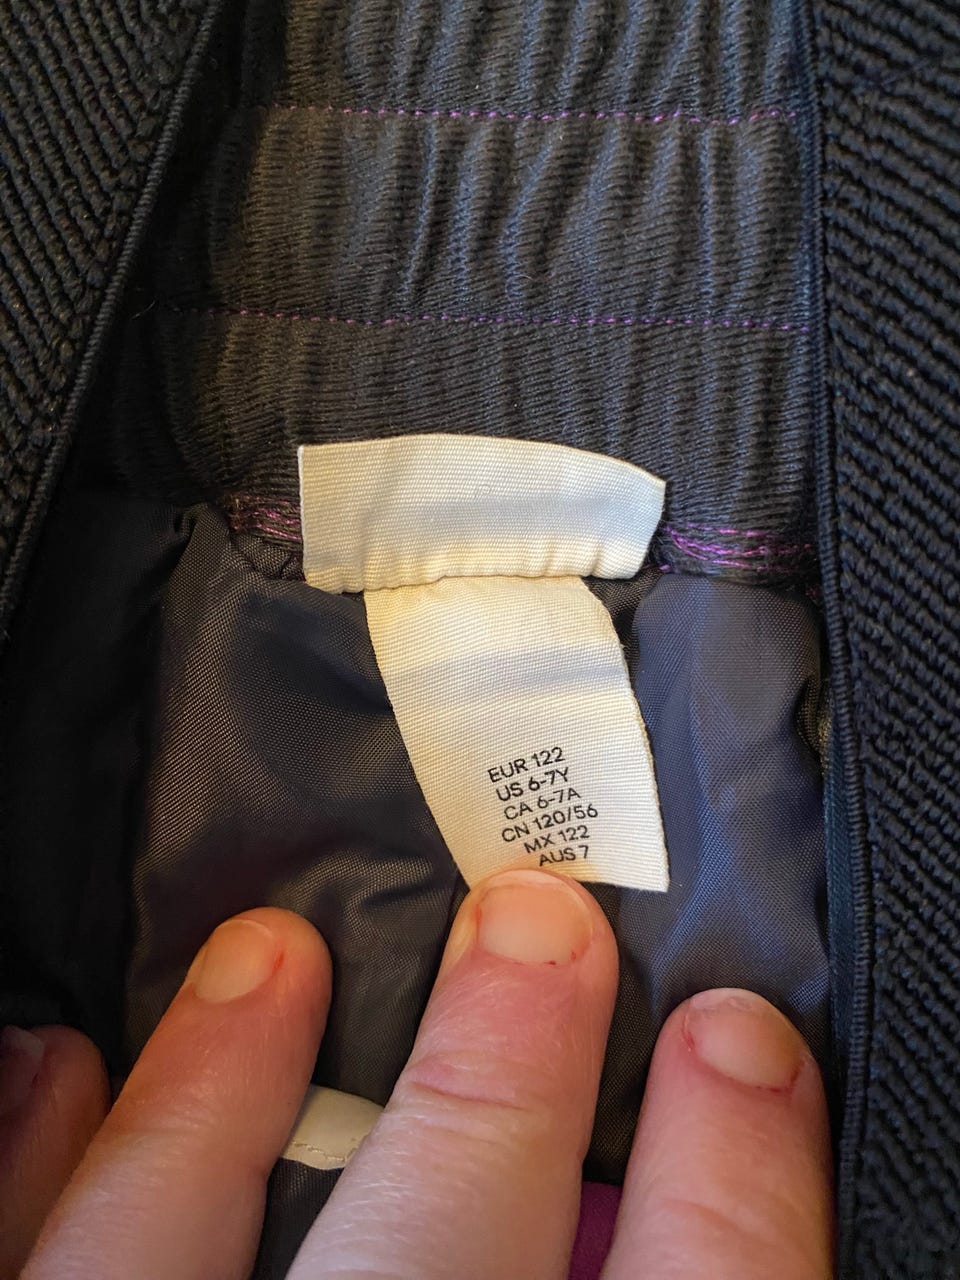 EUR 122
US 6-7Y
CA 6-7A
CN 120/56
MX 122
AUS 7